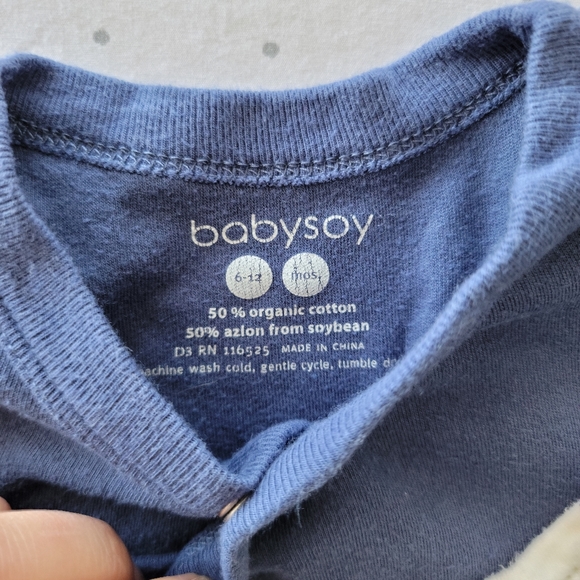 babysoy
6-12 mos.
50 % organic cotton
50% azlon from soybean
D3 RN 116525 MADE IN CHINA
achine wash cold, gentle cycle, tumble